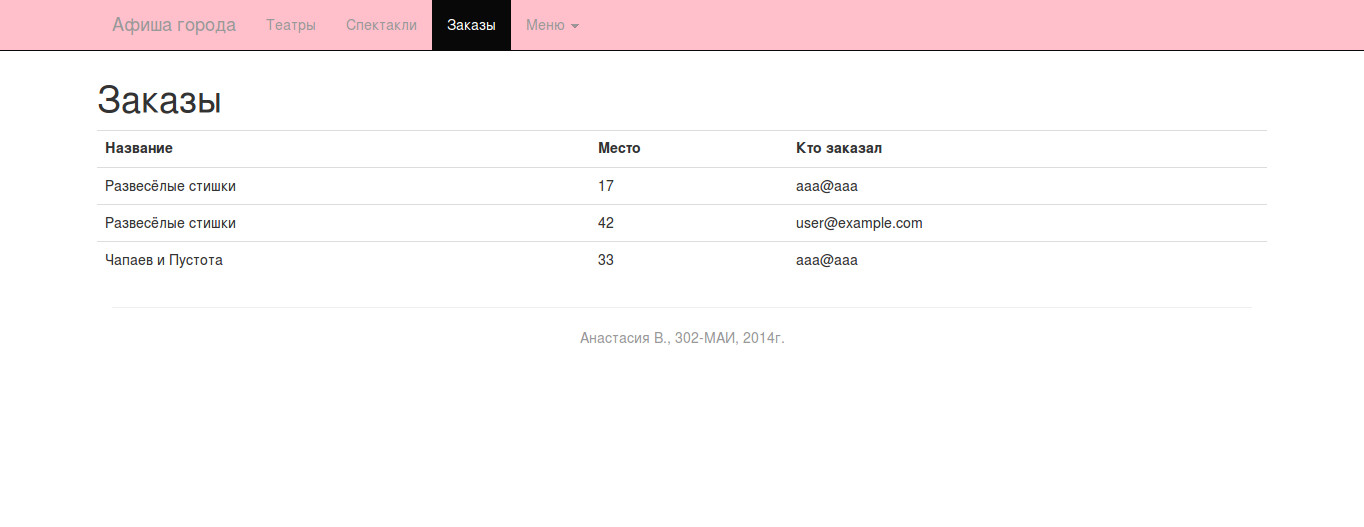 Афиша города Театры Спектакли Заказы Меню
Заказы
Название Место Кто заказал
Развесёлые стишки 17 aaa@aaa
Развесёлые стишки 42 user@example.com
Чапаев и Пустота 33 aaa@aaa
Анастасия В., 302-МАИ, 2014г.